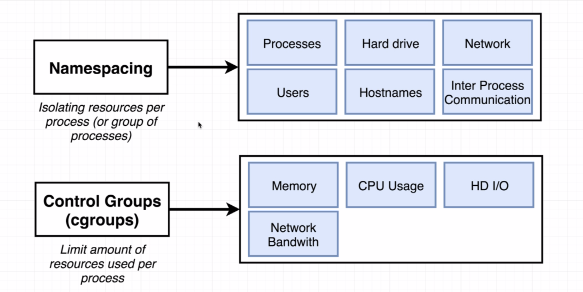 Namespacing
Isolating resources per
process (or group of
processes)
Processes
Hard drive
Network
Users
Hostnames
Inter Process
Communication
Control Groups
(cgroups)
Limit amount of
resources used per
process
Memory
CPU Usage
HD I/O
Network
Bandwith